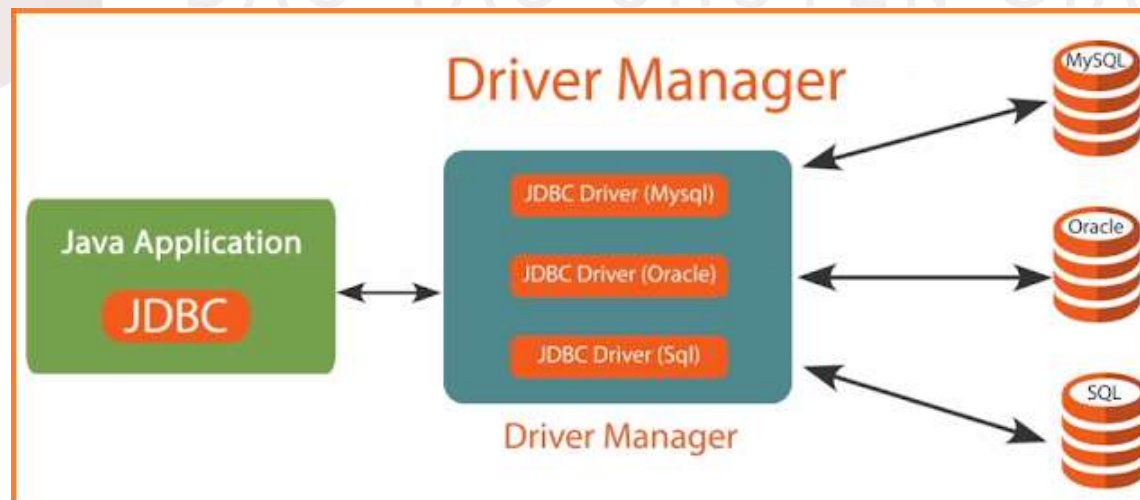 Driver Manager
MySQL
JDBC Driver (Mysql)
Java Application
JDBC
JDBC Driver (Oracle)
Oracle
JDBC Driver (Sql)
SQL
Driver Manager